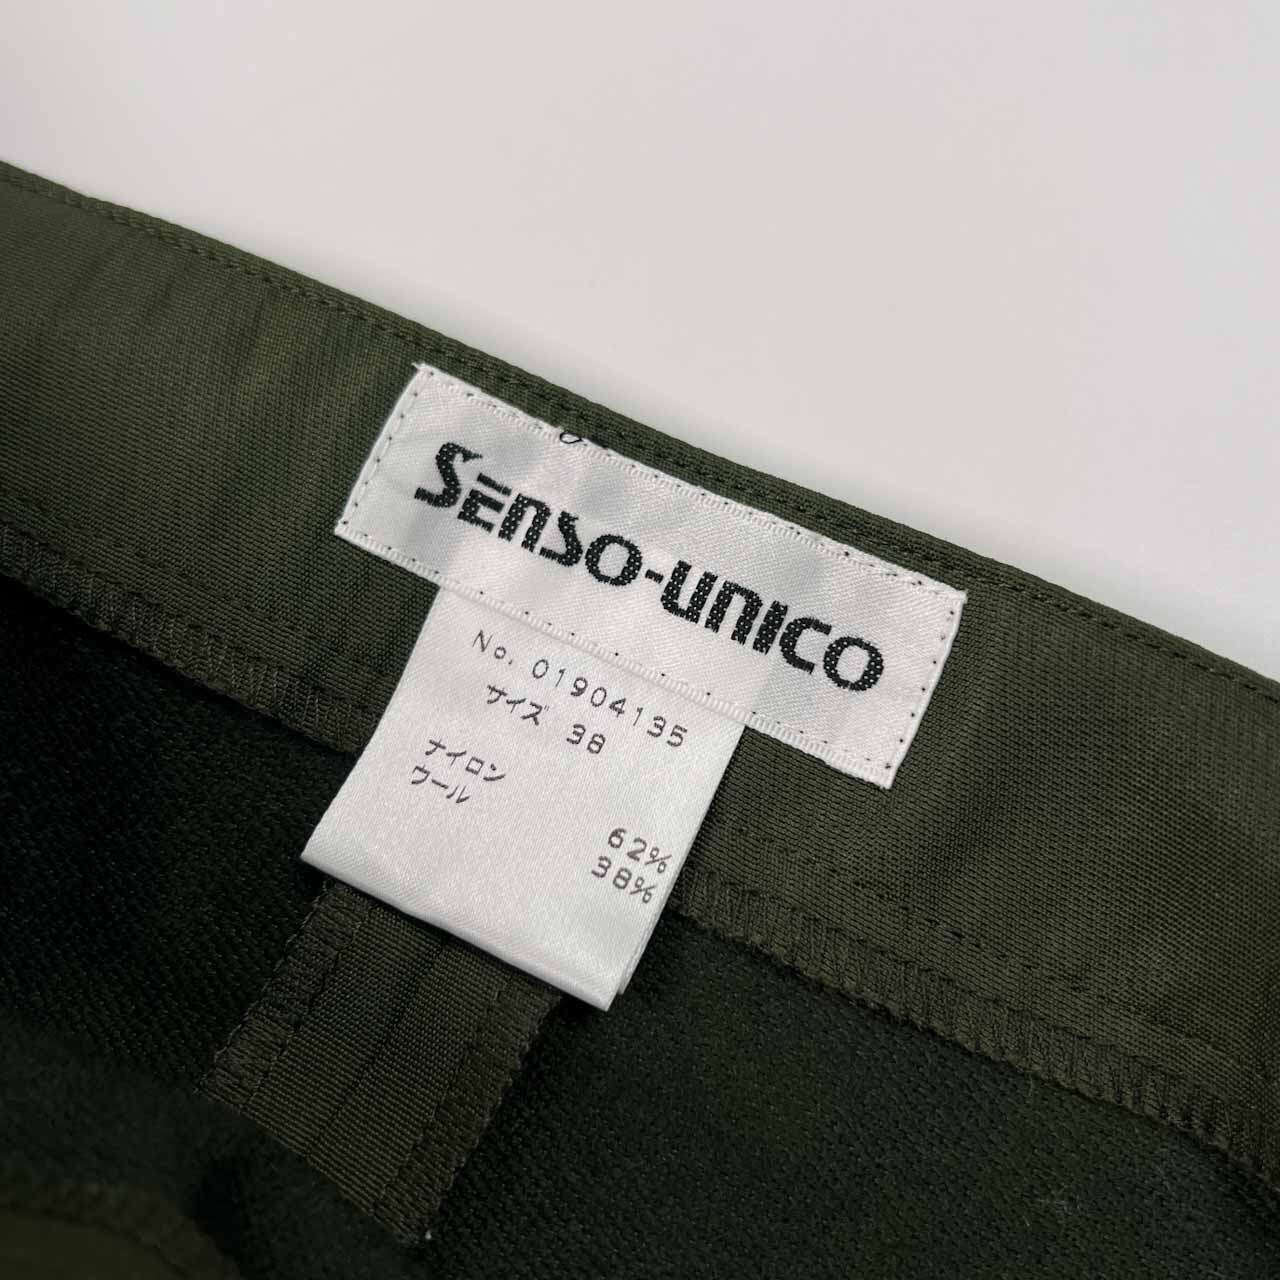 SENSO-UNICO
No. 01904135
サイズ 38
ナイロン 62%
ウール 38%